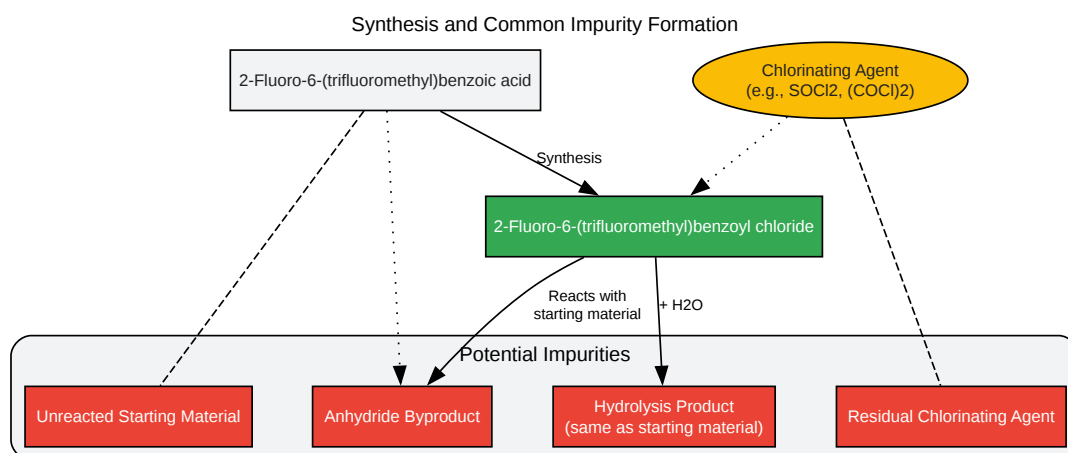 Synthesis and Common Impurity Formation
2-Fluoro-6-(trifluoromethyl)benzoic acid
Chlorinating Agent
(e.g., SOCl2, (COCl)2)
Synthesis
2-Fluoro-6-(trifluoromethyl)benzoyl chloride
Reacts with
starting material
+ H2O
Potential Impurities
Unreacted Starting Material
Anhydride Byproduct
Hydrolysis Product
(same as starting material)
Residual Chlorinating Agent